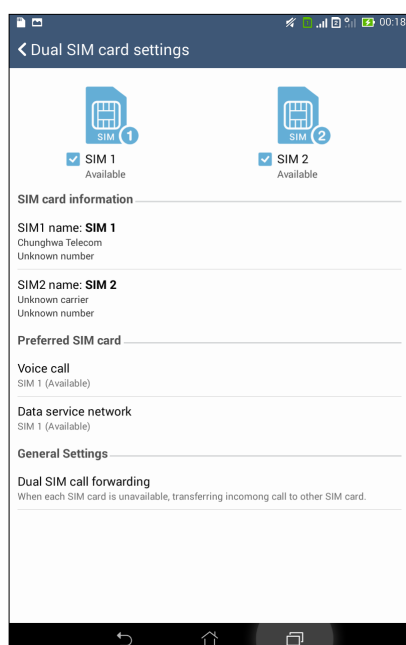 00:18
Dual SIM card settings
SIM 1
SIM 2
SIM 1
Available
SIM 2
Available
SIM card information
SIM1 name: SIM 1
Chunghwa Telecom
Unknown number
SIM2 name: SIM 2
Unknown carrier
Unknown number
Preferred SIM card
Voice call
SIM 1 (Available)
Data service network
SIM 1 (Available)
General Settings
Dual SIM call forwarding
When each SIM card is unavailable, transferring incomong call to other SIM card.